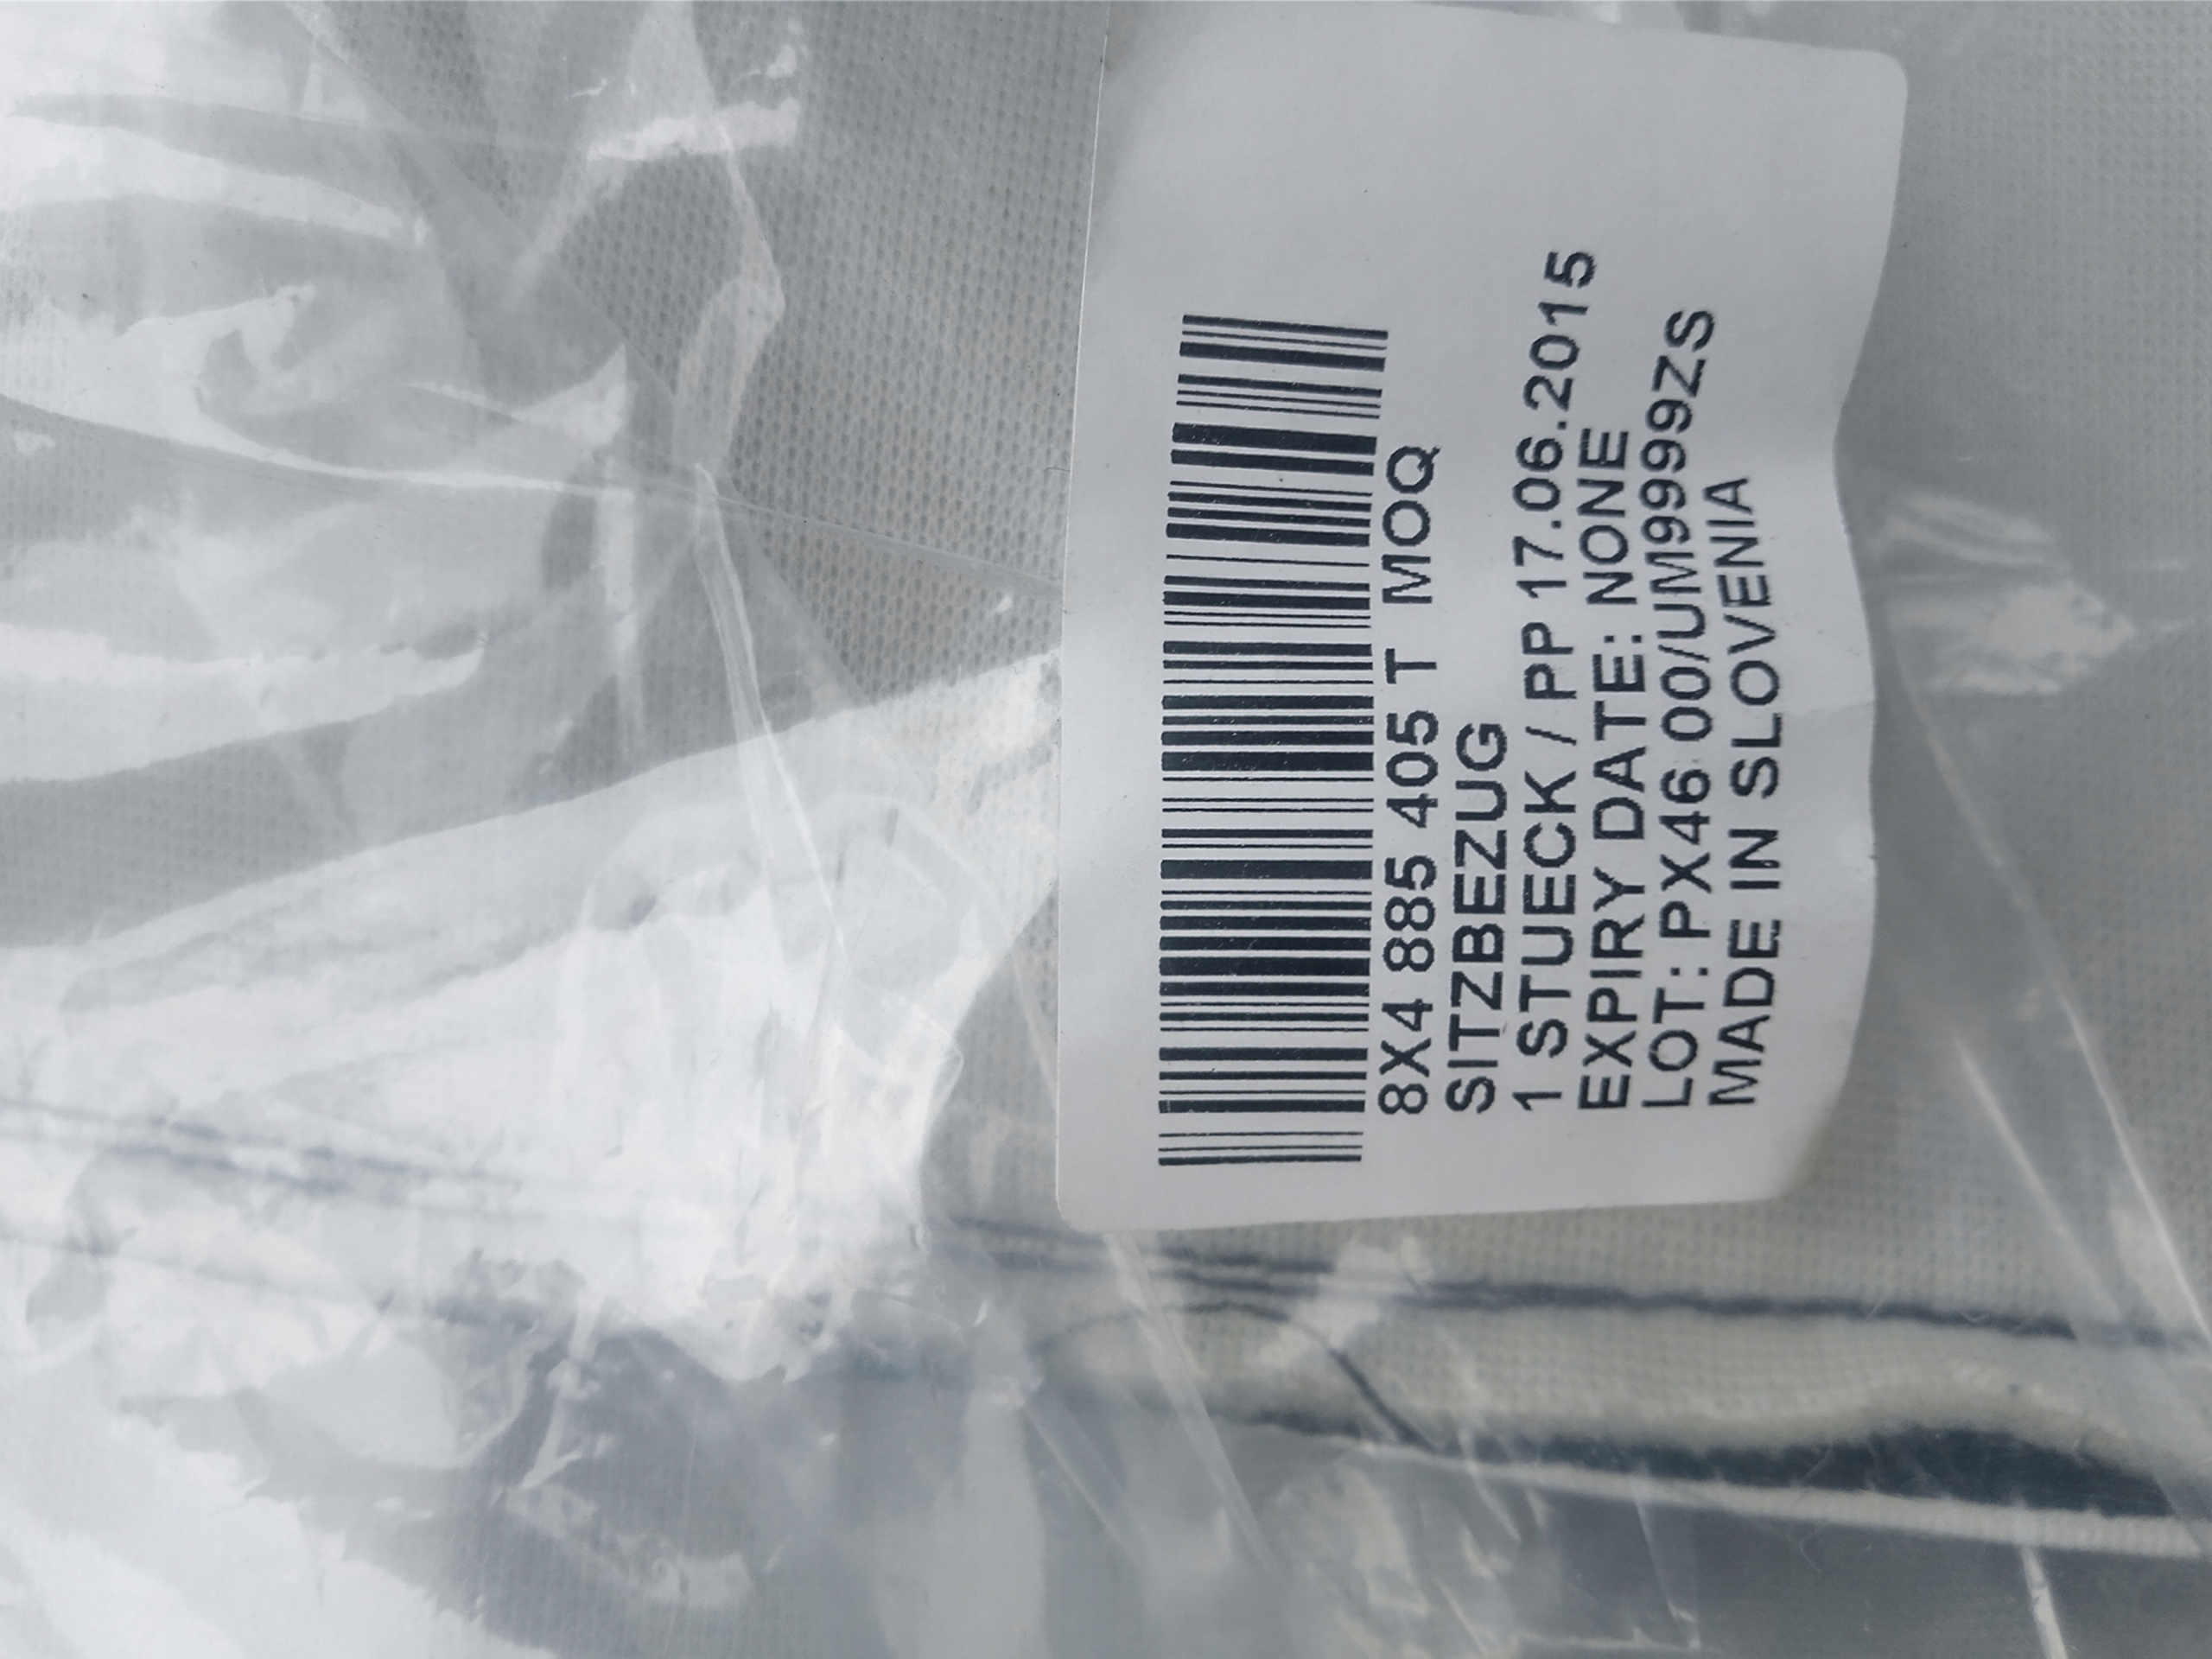 8X4 885 405 T MOQ
SITZBEZUG
1 STUECK / PP 17.06.2015
EXPIRY DATE: NONE
LOT: PX46 00/UM9999ZS
MADE IN SLOVENIA